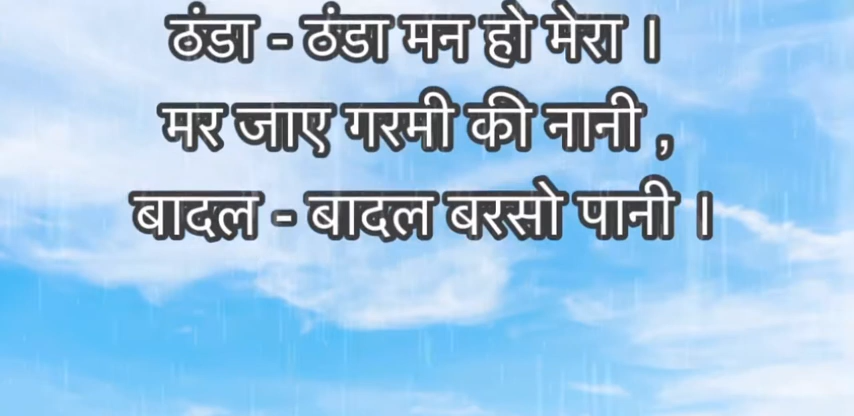 ठंडा - ठंडा मन हो मेरा ।
मर जाए गरमी की नानी ,
बादल - बादल बरसो पानी ।